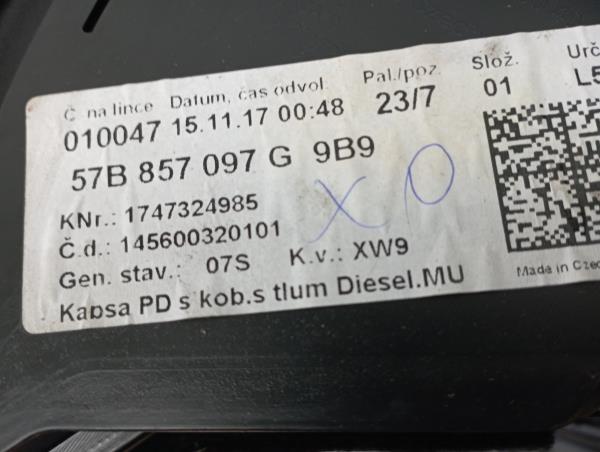 Č na lince Datum, čas odvol. Pal./poz. Slož. Urč
010047 15.11.17 00:48 23/7 01 L5
57B 857 097 G 9B9
KNr.: 1747324985
Č.d.: 145600320101
Gen. stav.: 07S K.v.: XW9
Kapsa PD s kob.s tlum Diesel.MU
XO
Made in Czec